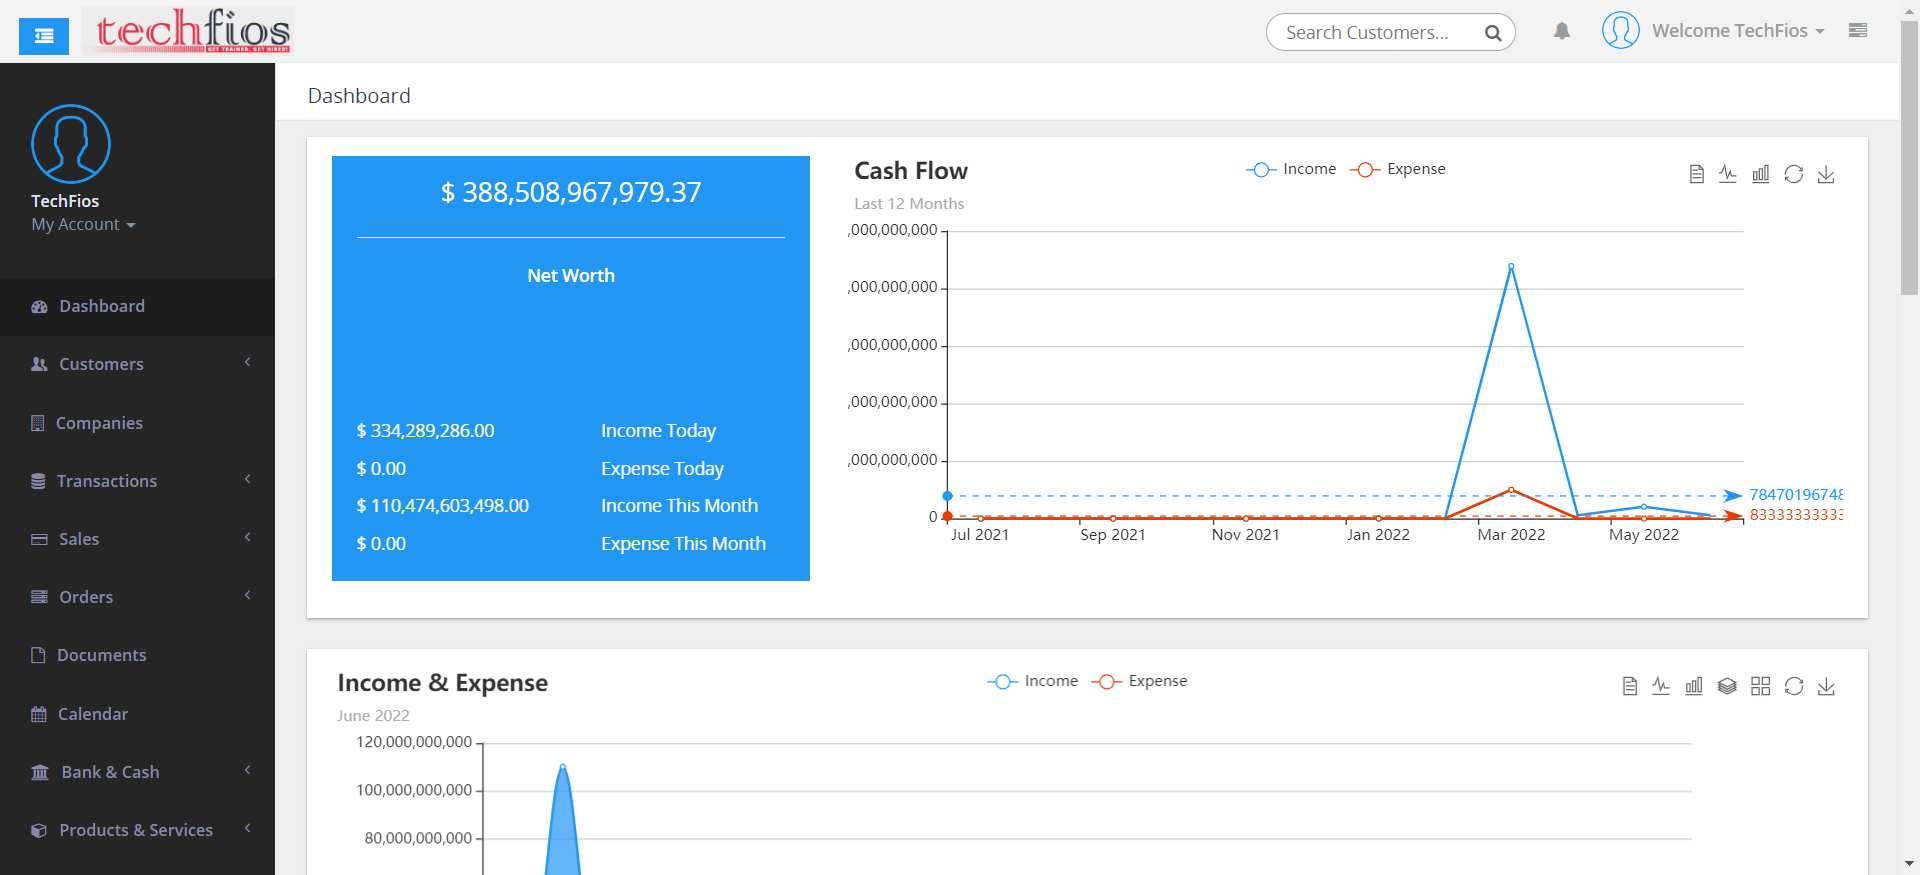 techfios
GET TRAINED. GET HIRED!
Search Customers...
Welcome TechFios
TechFios
My Account
Dashboard
Customers
Companies
Transactions
Sales
Orders
Documents
Calendar
Bank & Cash
Products & Services
Dashboard
$ 388,508,967,979.37
Net Worth
$ 334,289,286.00 Income Today
$ 0.00 Expense Today
$ 110,474,603,498.00 Income This Month
$ 0.00 Expense This Month
Cash Flow
Last 12 Months
Income Expense
,000,000,000
,000,000,000
,000,000,000
,000,000,000
,000,000,000
0
78470196748
83333333333
Jul 2021 Sep 2021 Nov 2021 Jan 2022 Mar 2022 May 2022
Income & Expense
June 2022
Income Expense
120,000,000,000
100,000,000,000
80,000,000,000